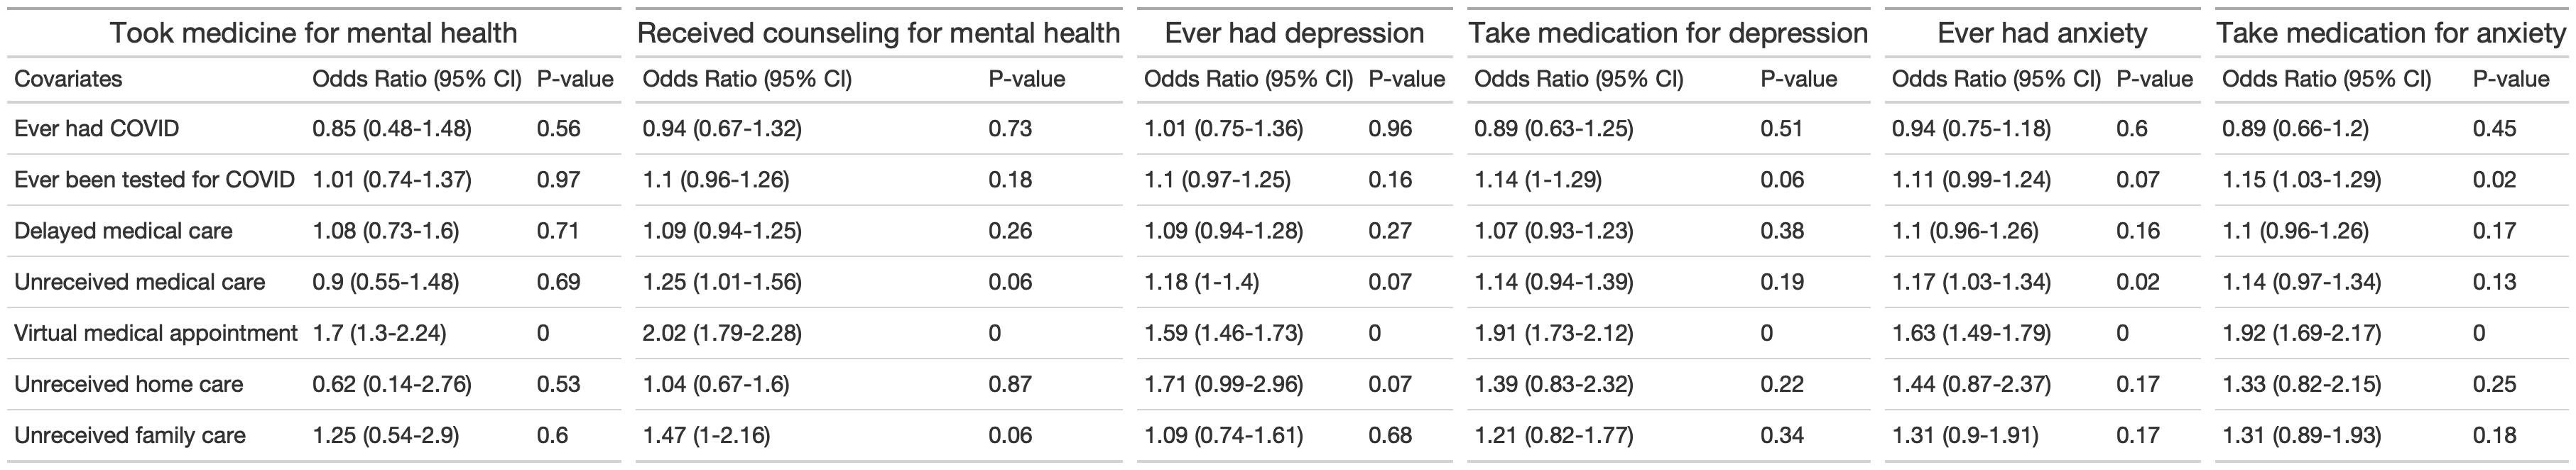 Took medicine for mental health Received counseling for mental health Ever had depression Take medication for depression Ever had anxiety Take medication for anxiety
Covariates Odds Ratio (95% CI) P-value Odds Ratio (95% CI) P-value Odds Ratio (95% CI) P-value Odds Ratio (95% CI) P-value Odds Ratio (95% CI) P-value Odds Ratio (95% CI) P-value
Ever had COVID 0.85 (0.48-1.48) 0.56 0.94 (0.67-1.32) 0.73 1.01 (0.75-1.36) 0.96 0.89 (0.63-1.25) 0.51 0.94 (0.75-1.18) 0.6 0.89 (0.66-1.2) 0.45
Ever been tested for COVID 1.01 (0.74-1.37) 0.97 1.1 (0.96-1.26) 0.18 1.1 (0.97-1.25) 0.16 1.14 (1-1.29) 0.06 1.11 (0.99-1.24) 0.07 1.15 (1.03-1.29) 0.02
Delayed medical care 1.08 (0.73-1.6) 0.71 1.09 (0.94-1.25) 0.26 1.09 (0.94-1.28) 0.27 1.07 (0.93-1.23) 0.38 1.1 (0.96-1.26) 0.16 1.1 (0.96-1.26) 0.17
Unreceived medical care 0.9 (0.55-1.48) 0.69 1.25 (1.01-1.56) 0.06 1.18 (1-1.4) 0.07 1.14 (0.94-1.39) 0.19 1.17 (1.03-1.34) 0.02 1.14 (0.97-1.34) 0.13
Virtual medical appointment 1.7 (1.3-2.24) 0 2.02 (1.79-2.28) 0 1.59 (1.46-1.73) 0 1.91 (1.73-2.12) 0 1.63 (1.49-1.79) 0 1.92 (1.69-2.17) 0
Unreceived home care 0.62 (0.14-2.76) 0.53 1.04 (0.67-1.6) 0.87 1.71 (0.99-2.96) 0.07 1.39 (0.83-2.32) 0.22 1.44 (0.87-2.37) 0.17 1.33 (0.82-2.15) 0.25
Unreceived family care 1.25 (0.54-2.9) 0.6 1.47 (1-2.16) 0.06 1.09 (0.74-1.61) 0.68 1.21 (0.82-1.77) 0.34 1.31 (0.9-1.91) 0.17 1.31 (0.89-1.93) 0.18